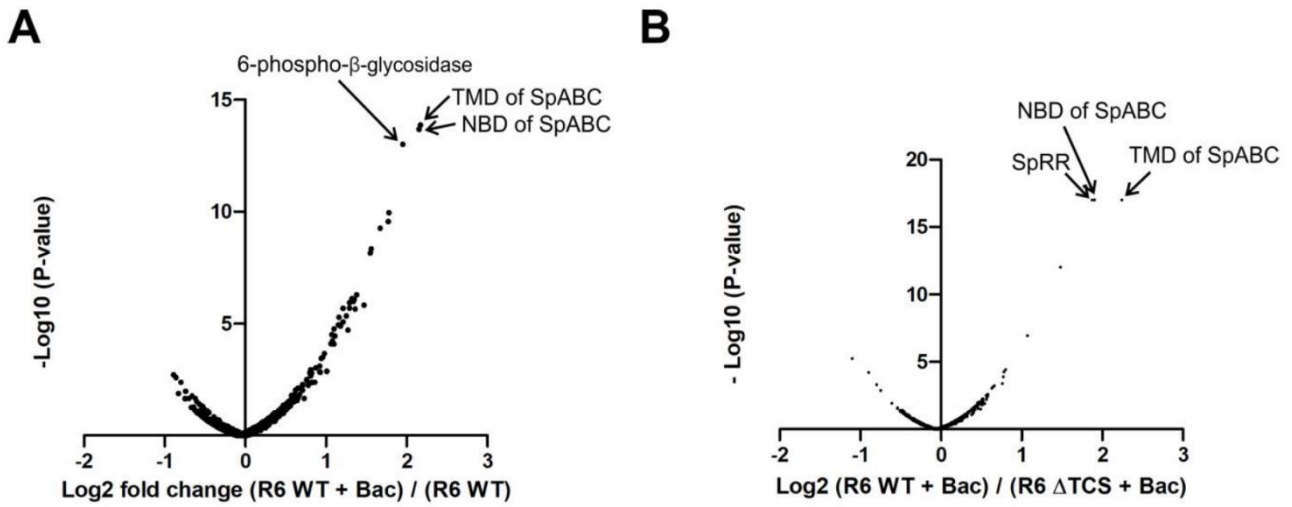 A
6-phospho-β-glycosidase
TMD of SpABC
NBD of SpABC
15
10
5
-Log10 (P-value)
-2 -1 0 1 2 3
Log2 fold change (R6 WT + Bac) / (R6 WT)
B
NBD of SpABC
SpRR
TMD of SpABC
20
15
10
5
- Log10 (P-value)
-2 -1 0 1 2 3
Log2 (R6 WT + Bac) / (R6 ΔTCS + Bac)